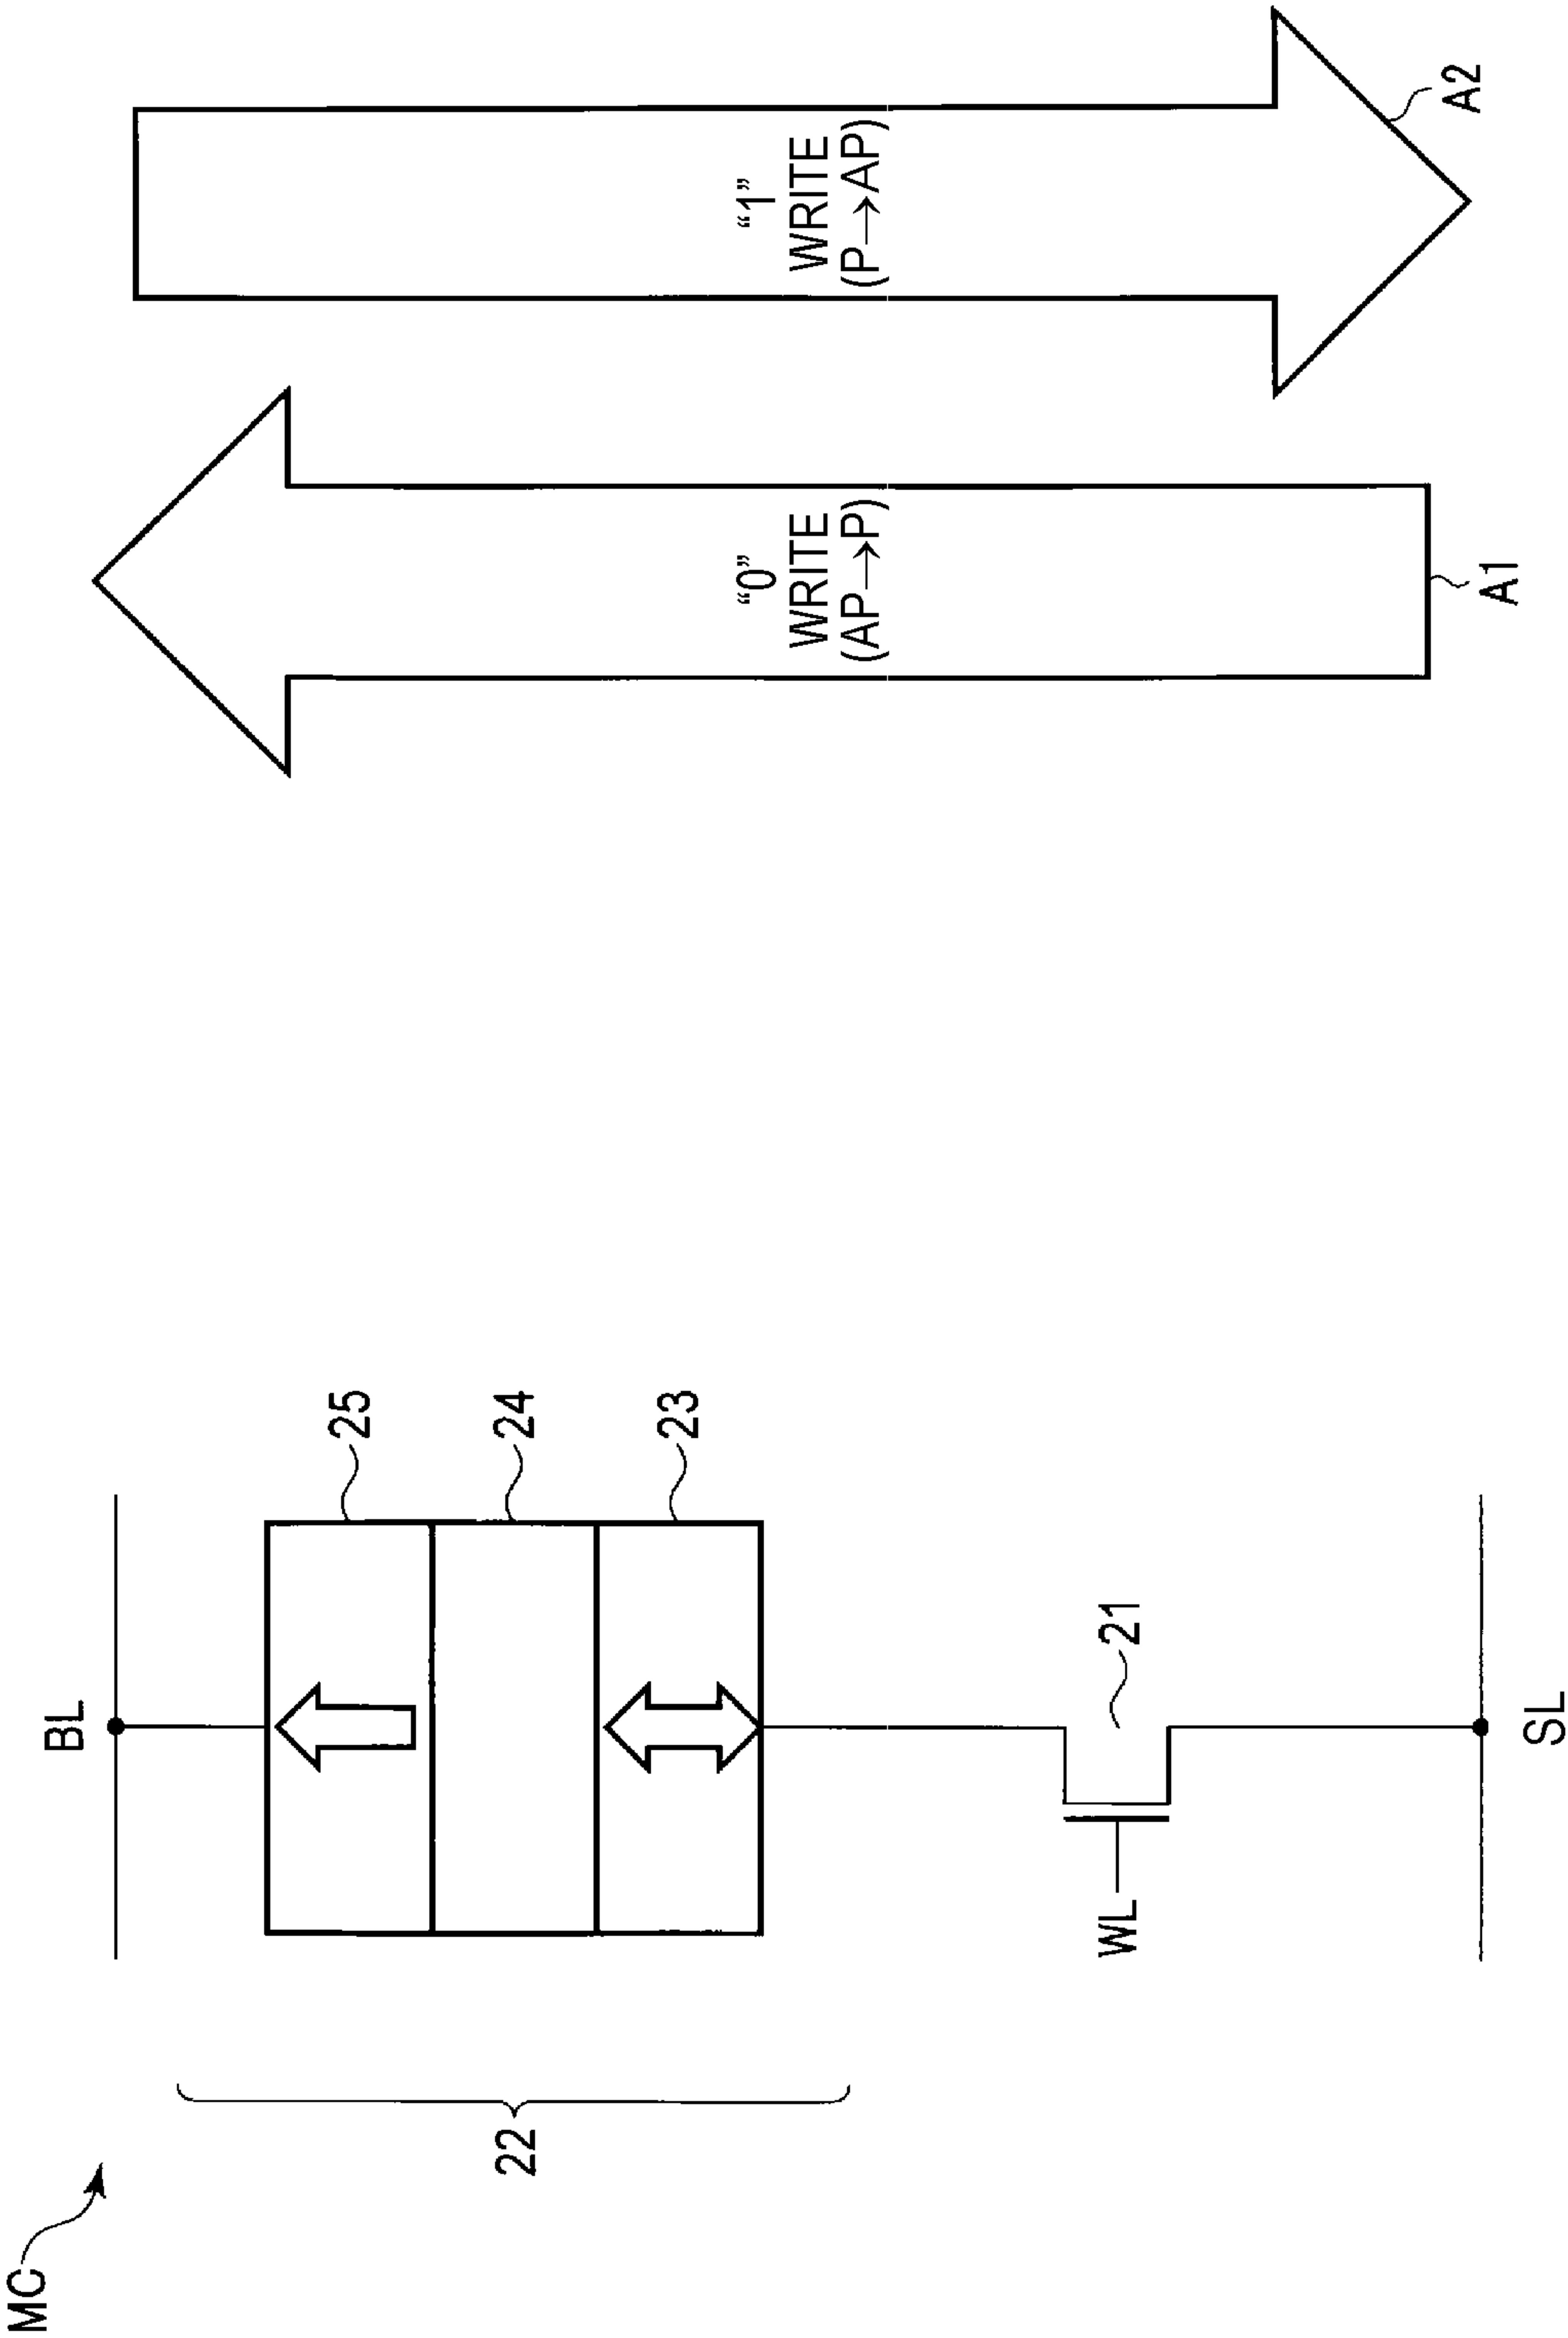 MC
BL
22
25
24
23
WL
21
SL
“0”
WRITE
(AP→P)
A1
“1”
WRITE
(P→AP)
A2